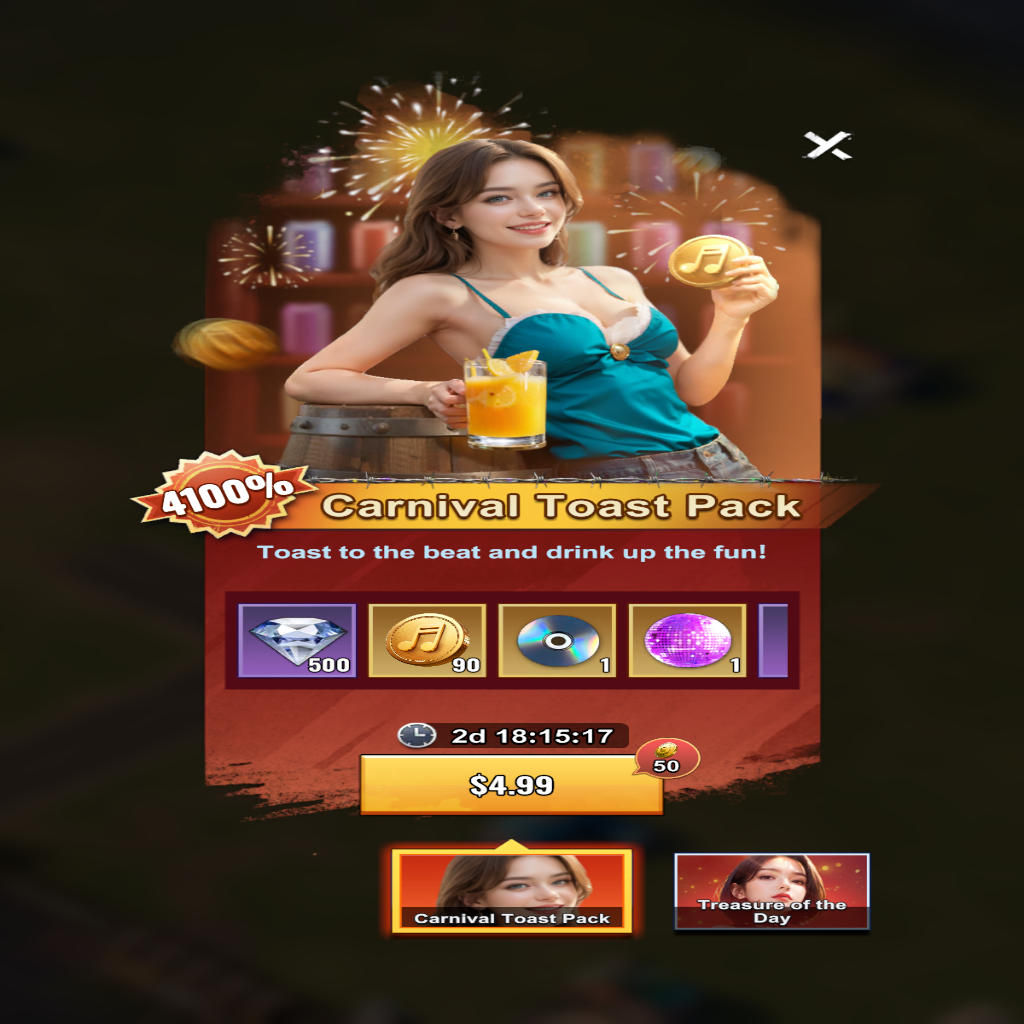 4100%
Carnival Toast Pack
Toast to the beat and drink up the fun!
500
90
1
1
2d 18:15:17
50
$4.99
Carnival Toast Pack
Treasure of the
Day